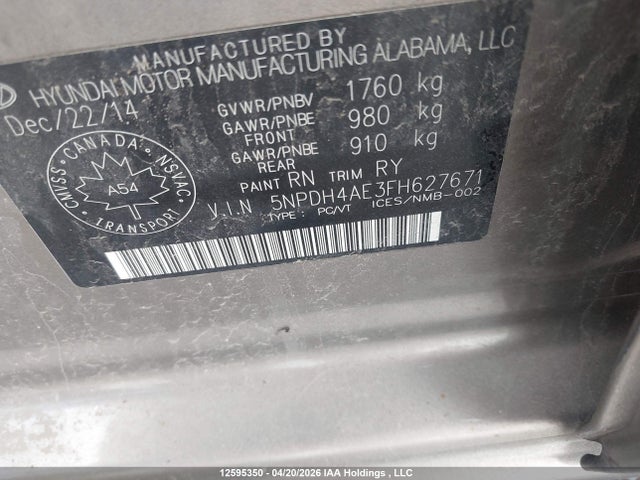 MANUFACTURED BY
HYUNDAI MOTOR MANUFACTURING ALABAMA, LLC
Dec/22/14
GVWR/PNBV 1760 kg
GAWR/PNBE FRONT 980 kg
GAWR/PNBE REAR 910 kg
PAINT RN TRIM RY
V.I.N 5NPDH4AE3FH627671
TYPE: PC/VT ICES/NMB-002
CMVSS·CANADA·NSVAC
A54
·TRANSPORT·
12595350 - 04/20/2026 IAA Holdings , LLC